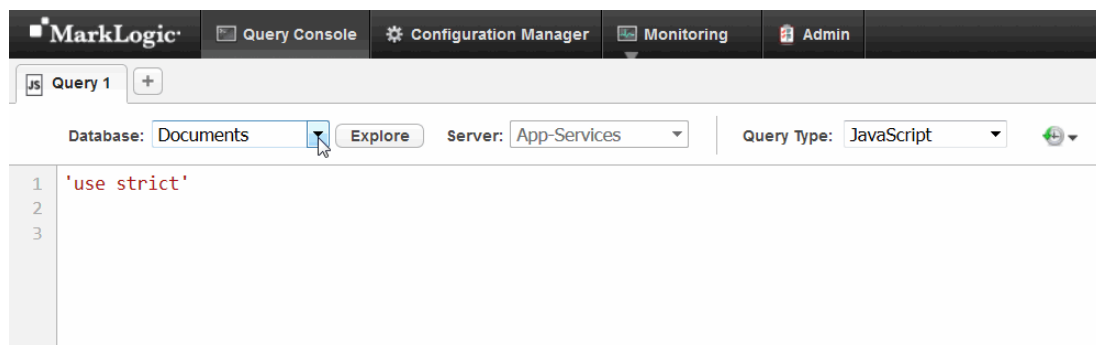 MarkLogic Query Console Configuration Manager Monitoring Admin
JS Query 1 +
Database: Documents Explore Server: App-Services Query Type: JavaScript
1 'use strict'
2
3